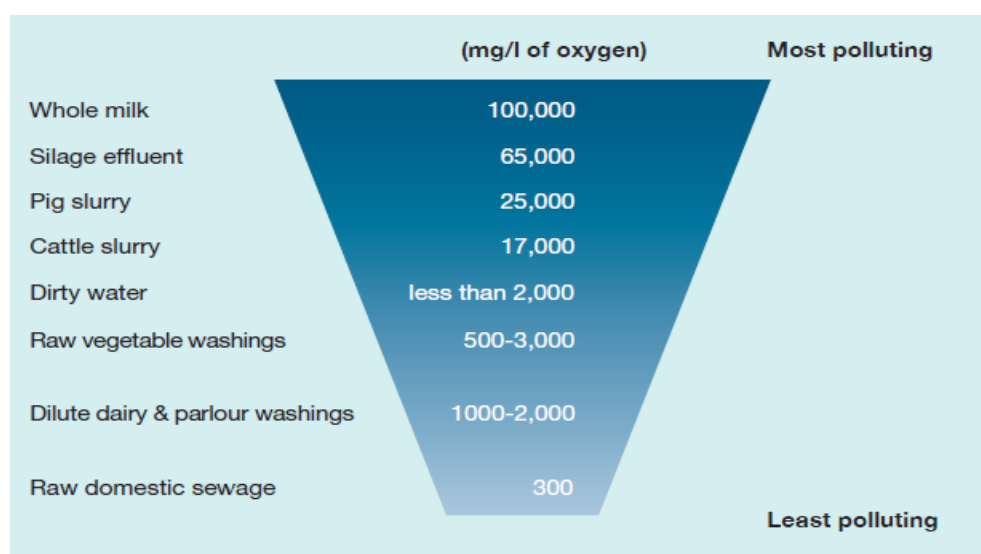 (mg/l of oxygen) Most polluting
Whole milk 100,000
Silage effluent 65,000
Pig slurry 25,000
Cattle slurry 17,000
Dirty water less than 2,000
Raw vegetable washings 500-3,000
Dilute dairy & parlour washings 1000-2,000
Raw domestic sewage 300
Least polluting